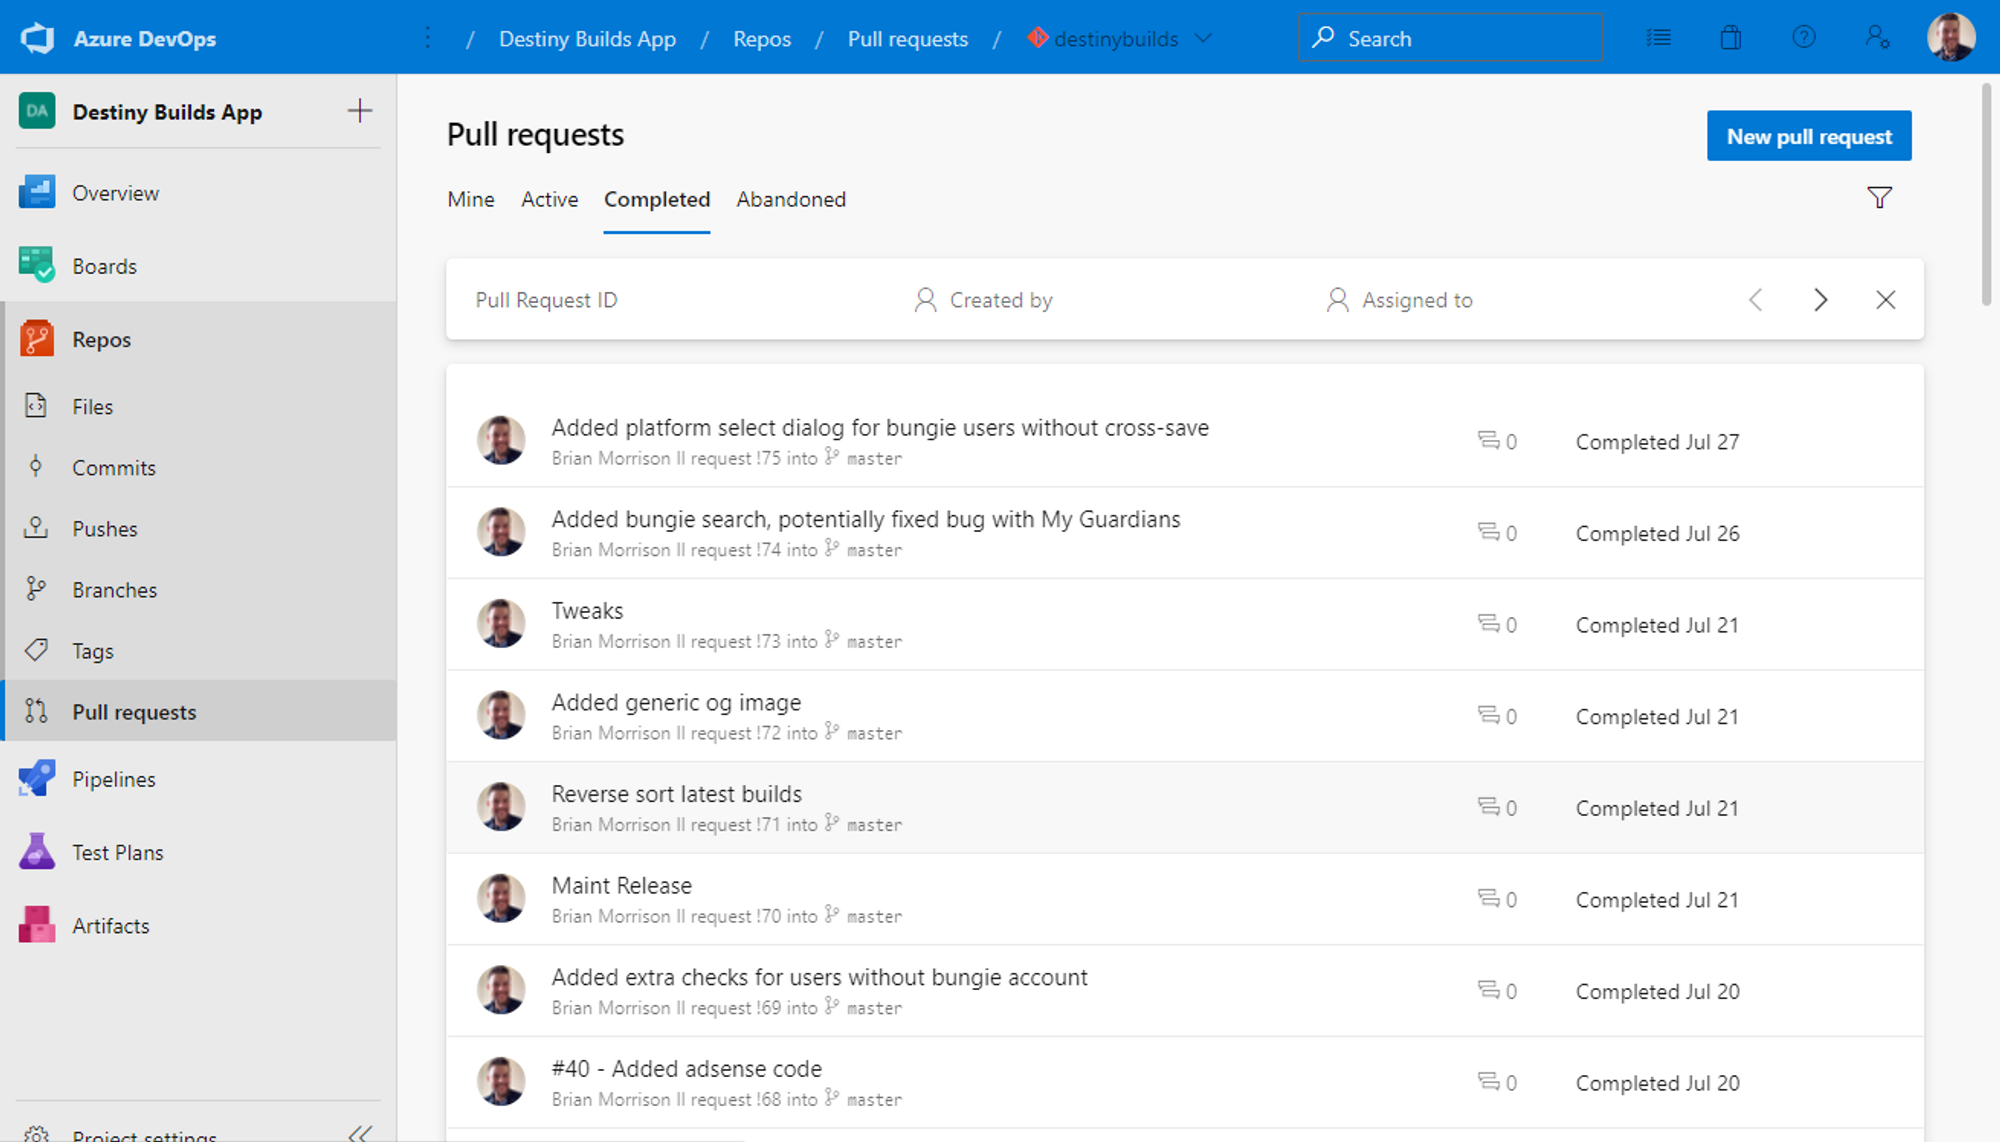 Azure DevOps
/ Destiny Builds App / Repos / Pull requests / destinybuilds
Search
DA Destiny Builds App
Overview
Boards
Repos
Files
Commits
Pushes
Branches
Tags
Pull requests
Pipelines
Test Plans
Artifacts
Project settings
Pull requests
New pull request
Mine Active Completed Abandoned
Pull Request ID Created by Assigned to
Added platform select dialog for bungie users without cross-save
Brian Morrison II request !75 into master
0 Completed Jul 27
Added bungie search, potentially fixed bug with My Guardians
Brian Morrison II request !74 into master
0 Completed Jul 26
Tweaks
Brian Morrison II request !73 into master
0 Completed Jul 21
Added generic og image
Brian Morrison II request !72 into master
0 Completed Jul 21
Reverse sort latest builds
Brian Morrison II request !71 into master
0 Completed Jul 21
Maint Release
Brian Morrison II request !70 into master
0 Completed Jul 21
Added extra checks for users without bungie account
Brian Morrison II request !69 into master
0 Completed Jul 20
#40 - Added adsense code
Brian Morrison II request !68 into master
0 Completed Jul 20